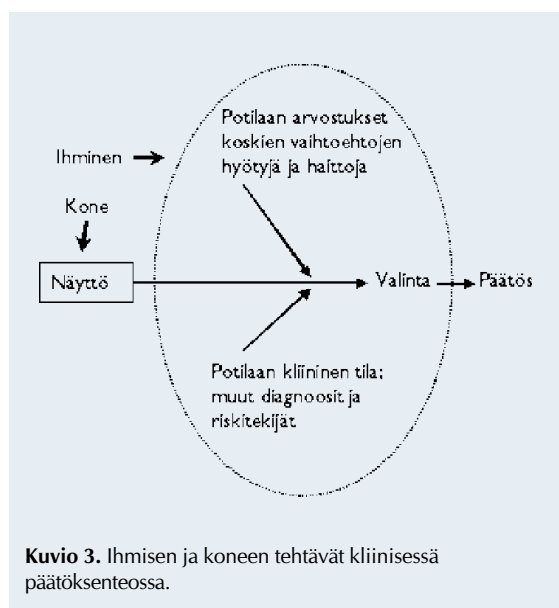 Potilaan arvostukset
koskien vaihtoehtojen
hyötyjä ja haittoja
Ihminen
Kone
Näyttö
Valinta
Päätös
Potilaan kliininen tila;
muut diagnoosit ja
riskitekijät
Kuvio 3. Ihmisen ja koneen tehtävät kliinisessä
päätöksenteossa.